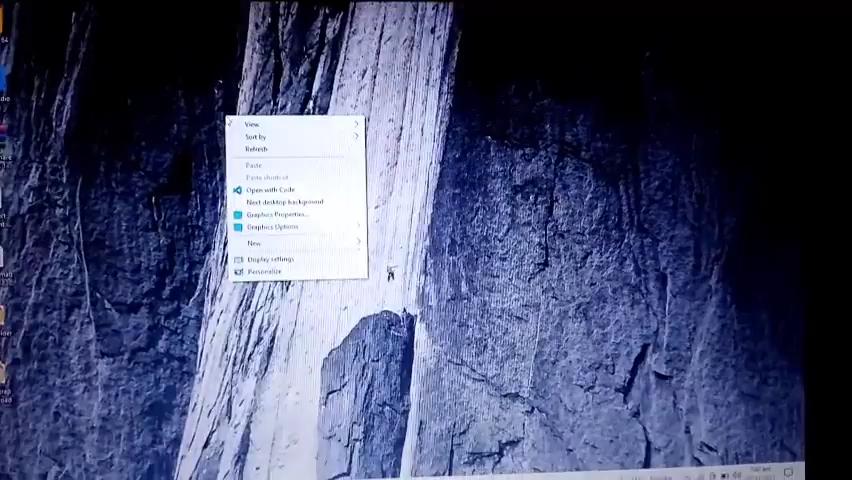 View
Sort by
Refresh
Paste
Paste shortcut
Open with Code
Next desktop background
Graphics Properties...
Graphics Options
New
Display settings
Personalize